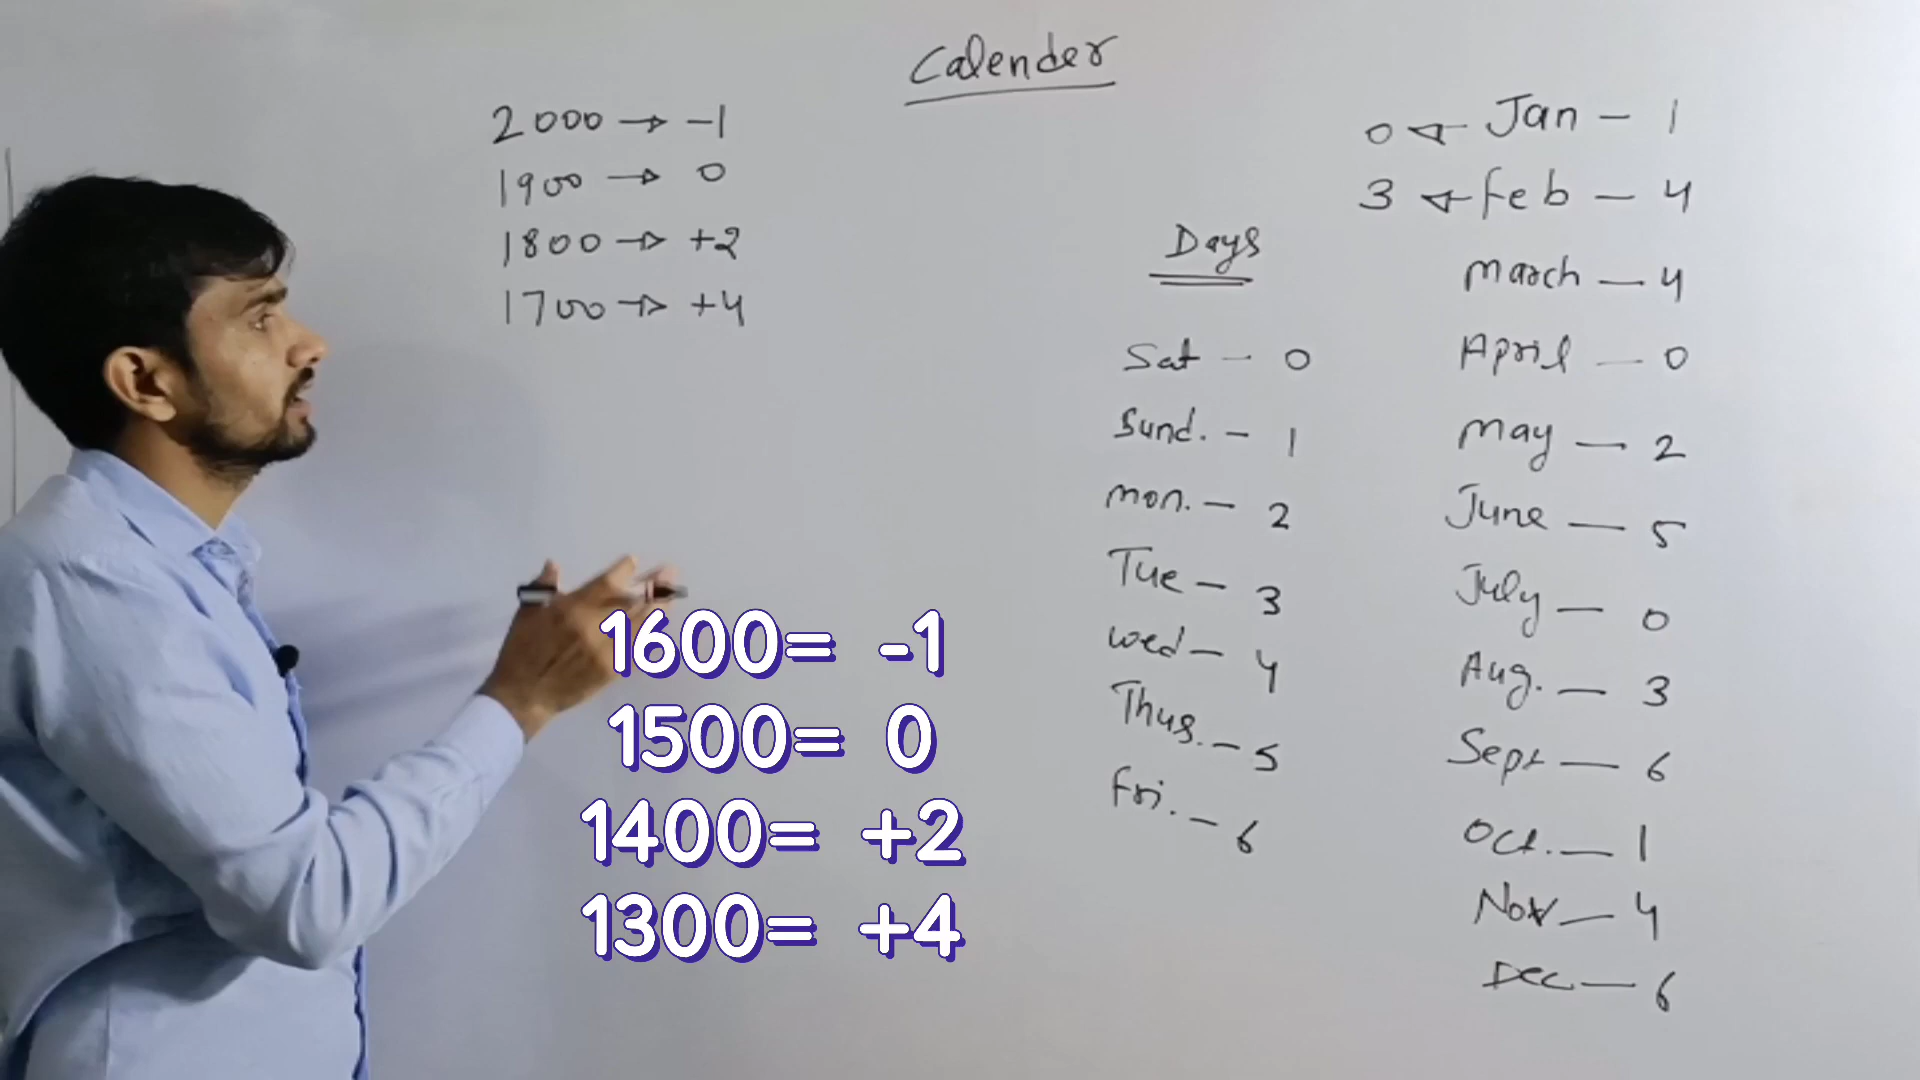 Calender
2000 → -1
1900 → 0
1800 → +2
1700 → +4
1600= -1
1500= 0
1400= +2
1300= +4
Days
Sat - 0
Sund. - 1
Mon. - 2
Tue - 3
Wed - 4
Thus. - 5
Fri. - 6
0 ← Jan - 1
3 ← Feb - 4
March - 4
April - 0
May - 2
June - 5
July - 0
Aug. - 3
Sept - 6
Oct. - 1
Nov - 4
Dec - 6